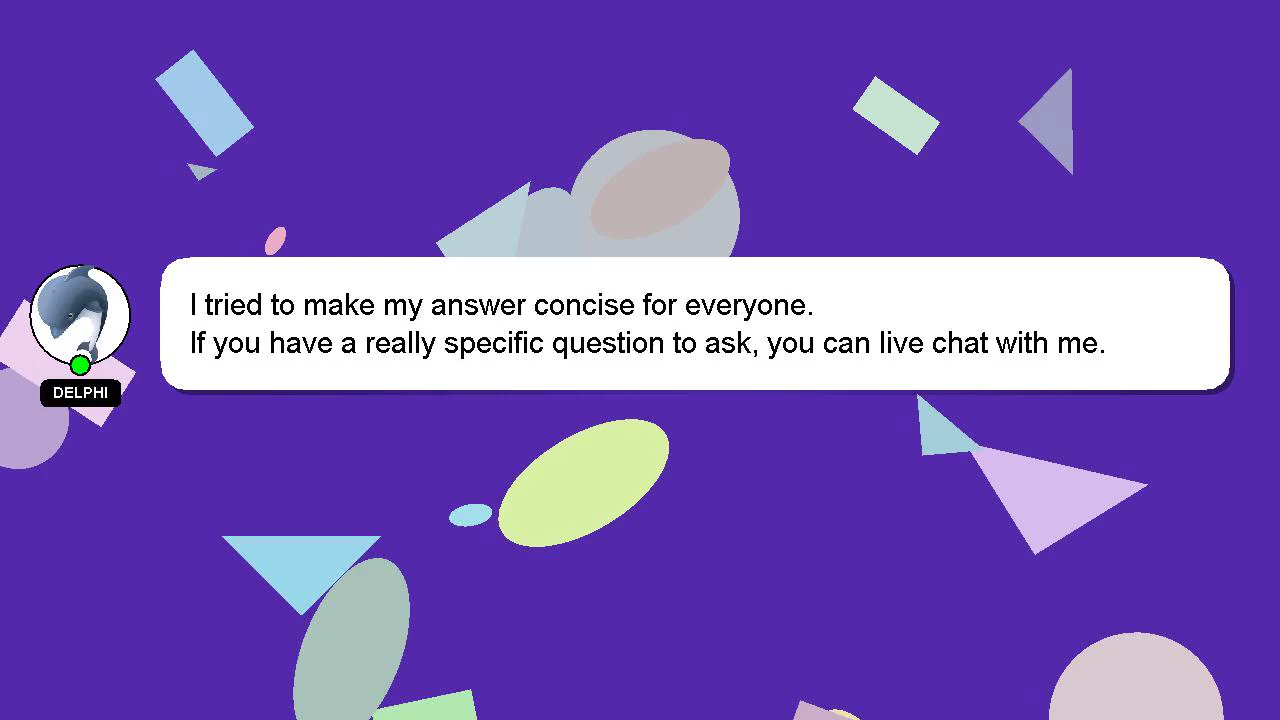 I tried to make my answer concise for everyone.
If you have a really specific question to ask, you can live chat with me.
DELPHI